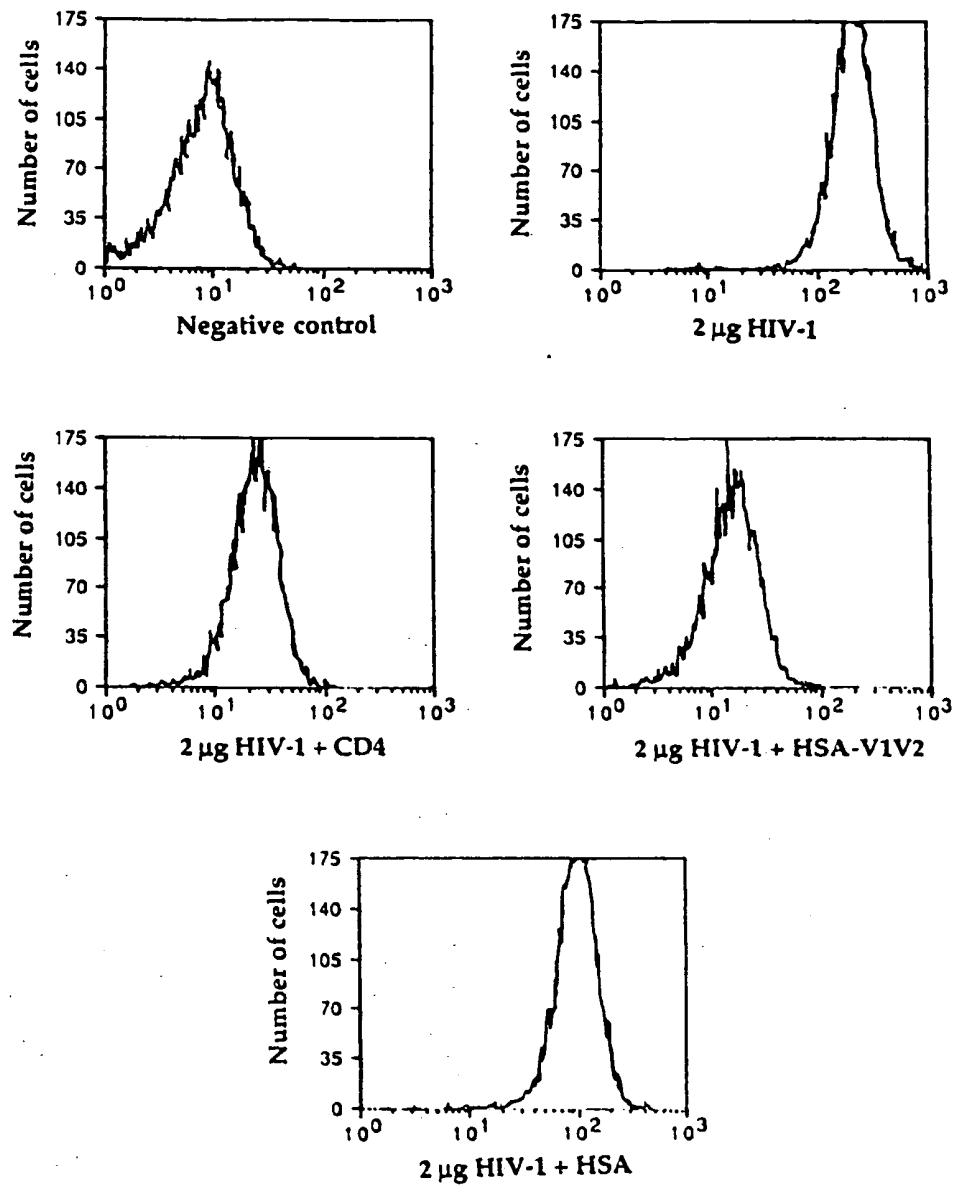 175
140
105
70
35
0
Number of cells
10⁰ 10¹ 10² 10³
Negative control
175
140
105
70
35
0
Number of cells
10⁰ 10¹ 10² 10³
2 µg HIV-1
175
140
105
70
35
0
Number of cells
10⁰ 10¹ 10² 10³
2 µg HIV-1 + CD4
175
140
105
70
35
0
Number of cells
10⁰ 10¹ 10² 10³
2 µg HIV-1 + HSA-V1V2
175
140
105
70
35
0
Number of cells
10⁰ 10¹ 10² 10³
2 µg HIV-1 + HSA